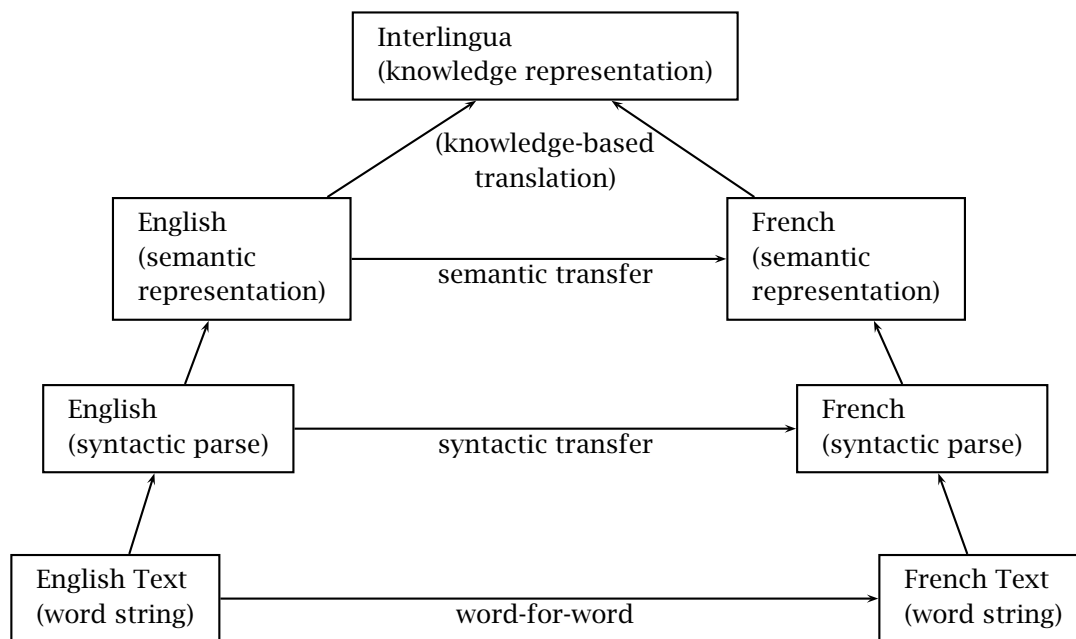 Interlingua
(knowledge representation)
(knowledge-based
translation)
English
(semantic
representation)
semantic transfer
French
(semantic
representation)
English
(syntactic parse)
syntactic transfer
French
(syntactic parse)
English Text
(word string)
word-for-word
French Text
(word string)